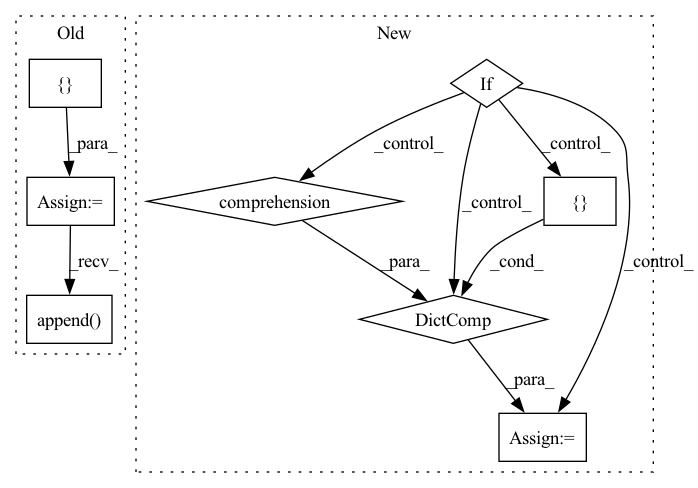 Old
New
{}
If
_para_
_control_
_control_
Assign:=
comprehension
_control_
{}
_recv_
_para_
_cond_
_control_
append()
DictComp
_para_
Assign:=